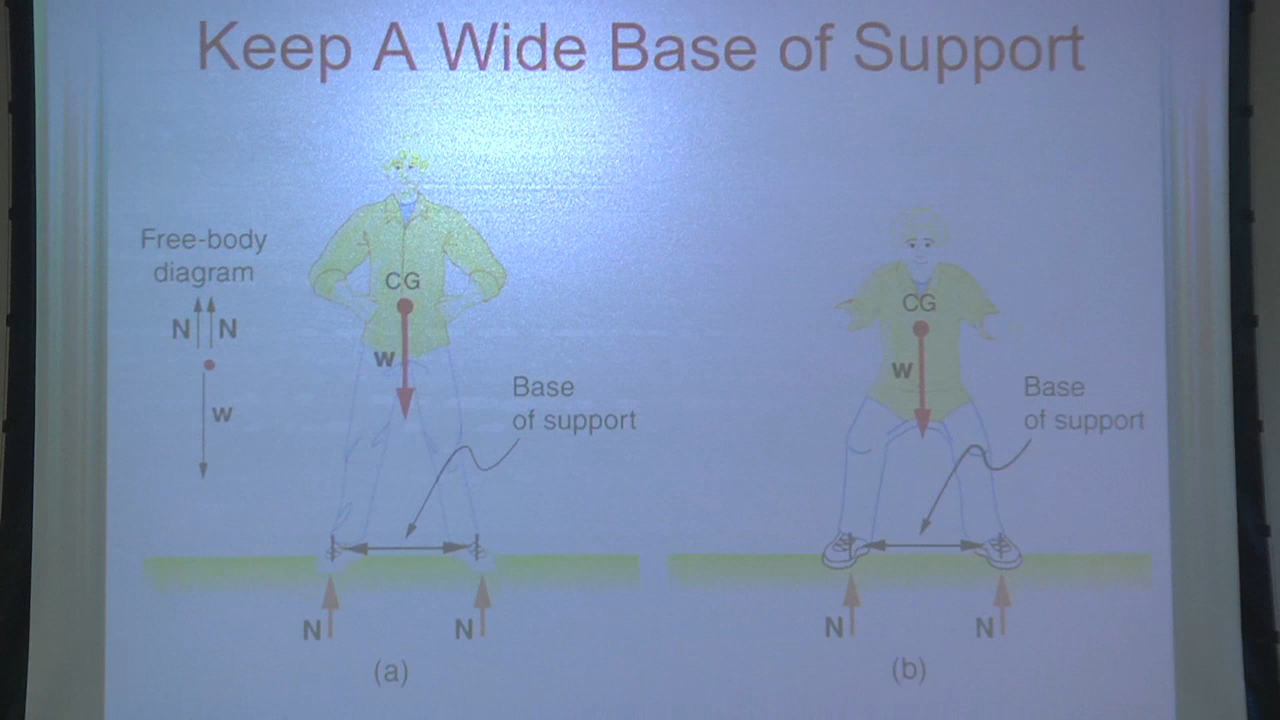 Keep A Wide Base of Support
Free-body
diagram
N N
w
CG
w
Base
of support
N N
(a)
CG
w
Base
of support
N N
(b)